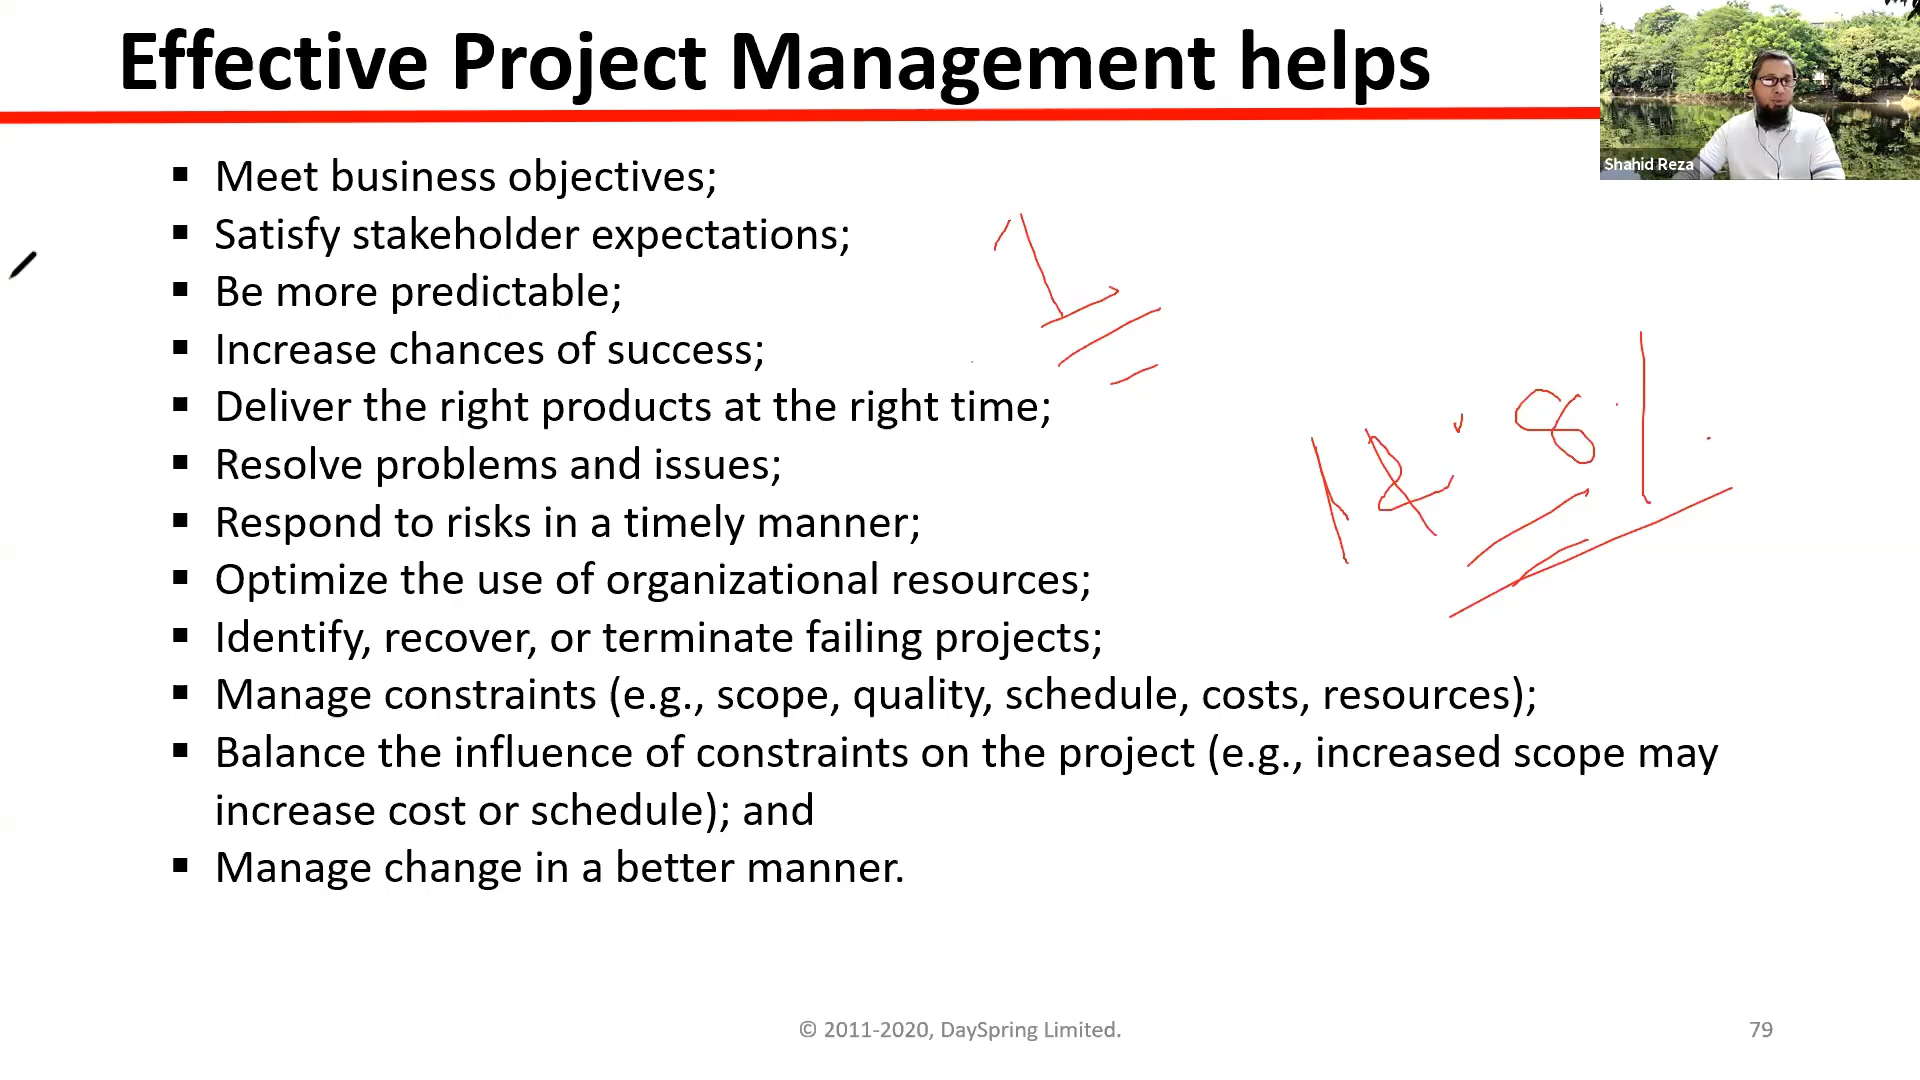 Effective Project Management helps
Shahid Reza
▪ Meet business objectives;
▪ Satisfy stakeholder expectations;
▪ Be more predictable;
▪ Increase chances of success;
▪ Deliver the right products at the right time;
▪ Resolve problems and issues;
▪ Respond to risks in a timely manner;
▪ Optimize the use of organizational resources;
▪ Identify, recover, or terminate failing projects;
▪ Manage constraints (e.g., scope, quality, schedule, costs, resources);
▪ Balance the influence of constraints on the project (e.g., increased scope may
increase cost or schedule); and
▪ Manage change in a better manner.
© 2011-2020, DaySpring Limited.
79